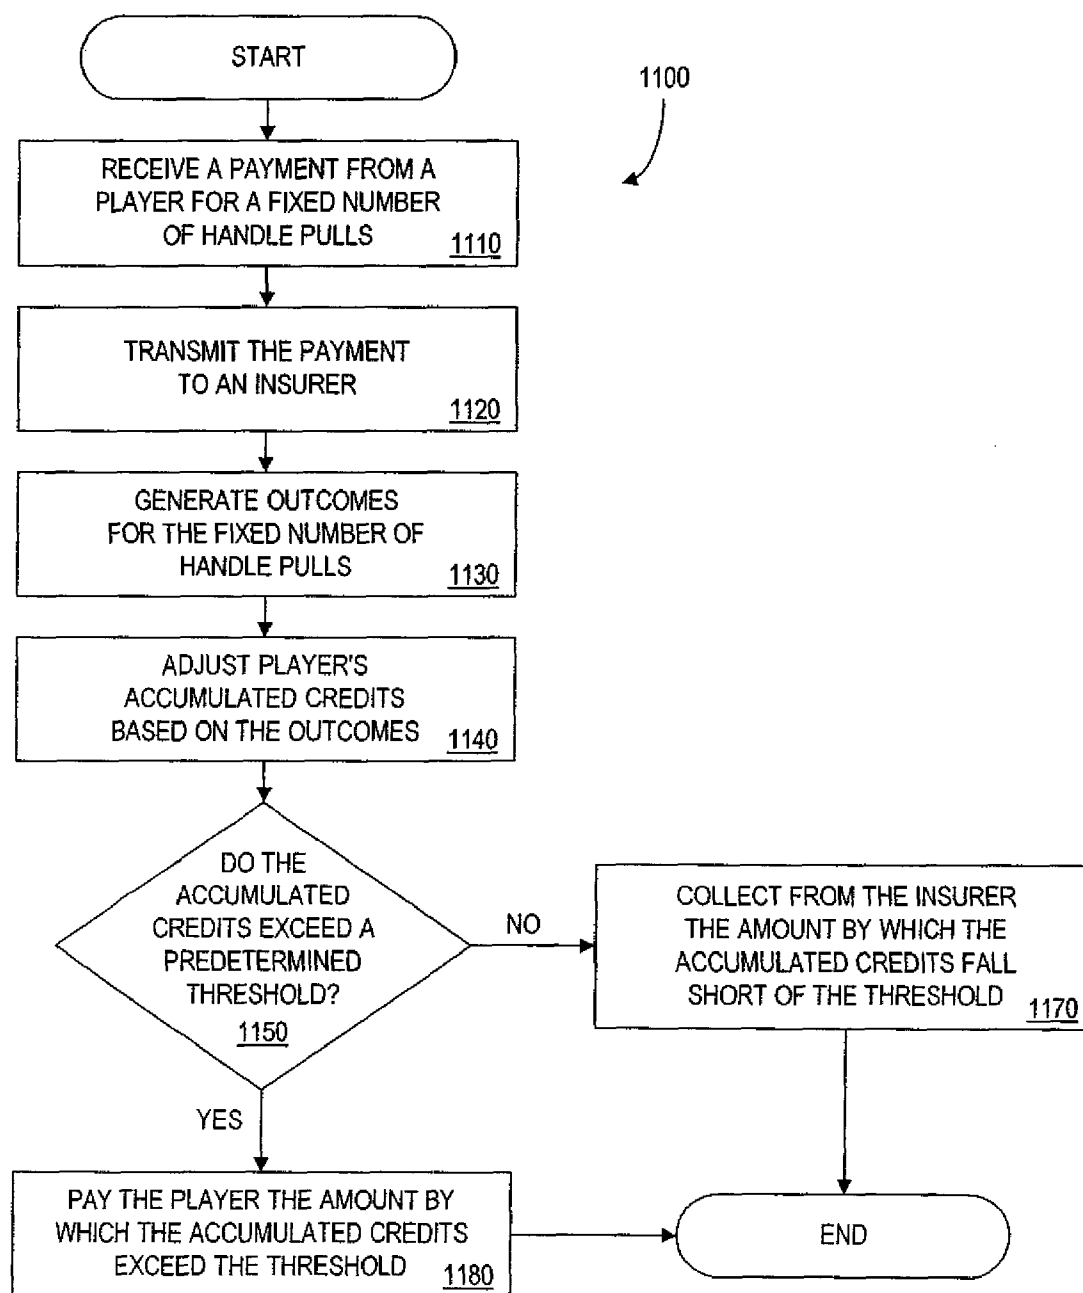 START
1100
RECEIVE A PAYMENT FROM A
PLAYER FOR A FIXED NUMBER
OF HANDLE PULLS
1110
TRANSMIT THE PAYMENT
TO AN INSURER
1120
GENERATE OUTCOMES
FOR THE FIXED NUMBER OF
HANDLE PULLS
1130
ADJUST PLAYER'S
ACCUMULATED CREDITS
BASED ON THE OUTCOMES
1140
DO THE
ACCUMULATED
CREDITS EXCEED A
PREDETERMINED
THRESHOLD?
1150
NO
COLLECT FROM THE INSURER
THE AMOUNT BY WHICH THE
ACCUMULATED CREDITS FALL
SHORT OF THE THRESHOLD
1170
YES
PAY THE PLAYER THE AMOUNT BY
WHICH THE ACCUMULATED CREDITS
EXCEED THE THRESHOLD
1180
END